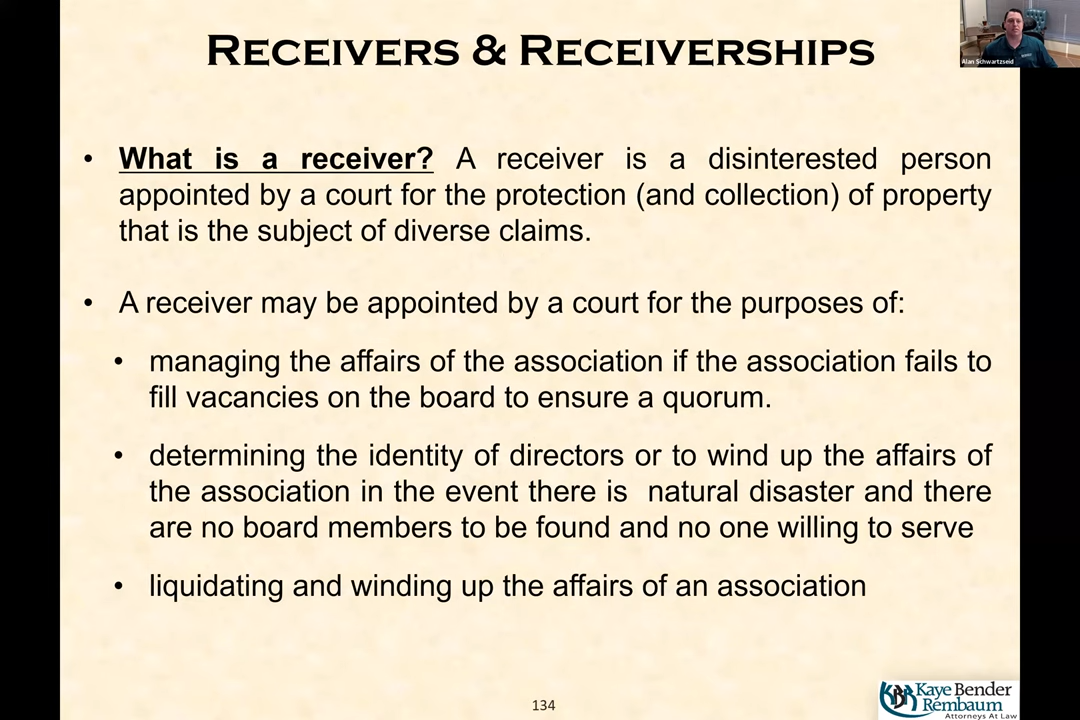 RECEIVERS & RECEIVERSHIPS
Alan Schwartzseid
• What is a receiver? A receiver is a disinterested person
appointed by a court for the protection (and collection) of property
that is the subject of diverse claims.
• A receiver may be appointed by a court for the purposes of:
• managing the affairs of the association if the association fails to
fill vacancies on the board to ensure a quorum.
• determining the identity of directors or to wind up the affairs of
the association in the event there is natural disaster and there
are no board members to be found and no one willing to serve
• liquidating and winding up the affairs of an association
134
KBR Kaye Bender
Rembaum
Attorneys At Law